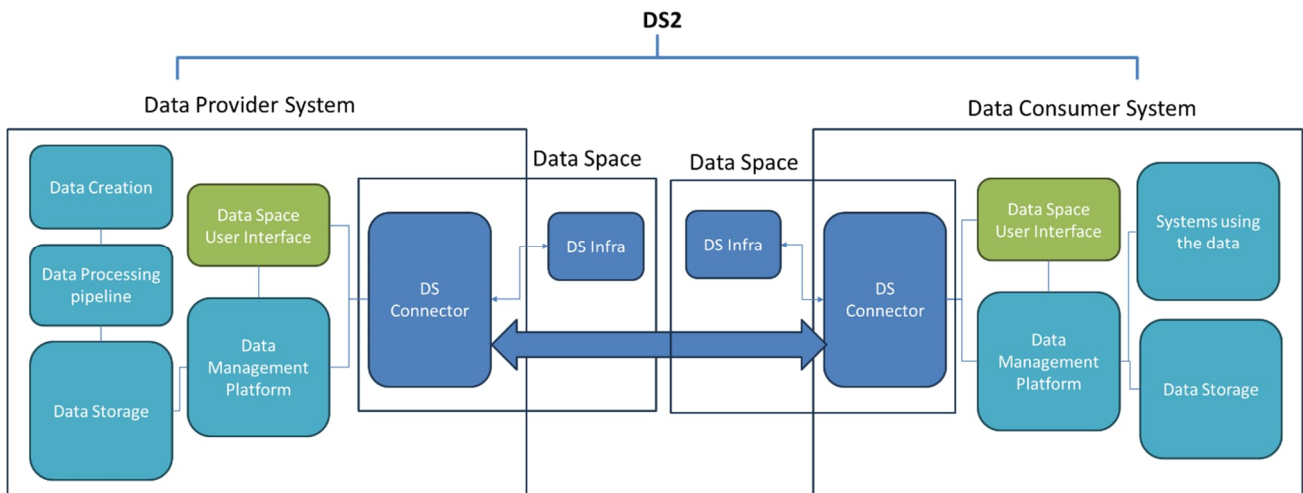 DS2
Data Provider System
Data Consumer System
Data Space
Data Space
Data Creation
Data Processing
pipeline
Data Storage
Data Space
User Interface
Data
Management
Platform
DS
Connector
DS Infra
DS Infra
DS
Connector
Data Space
User Interface
Data
Management
Platform
Systems using
the data
Data Storage